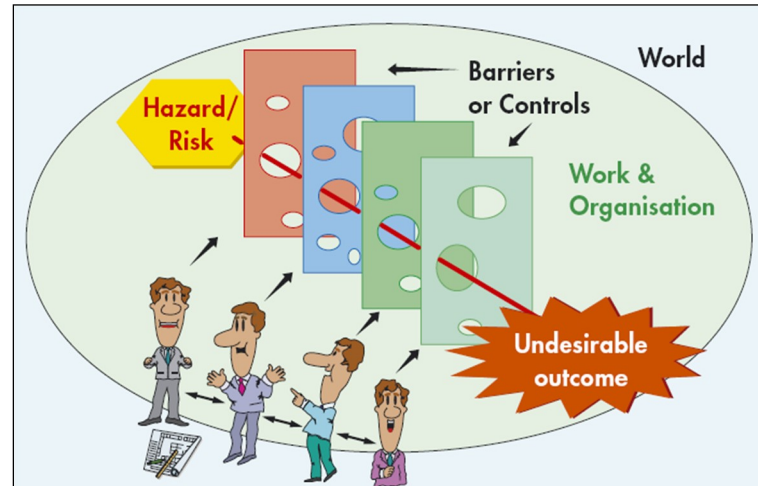 World
Barriers
or Controls
Hazard/
Risk
Work &
Organisation
Undesirable
outcome